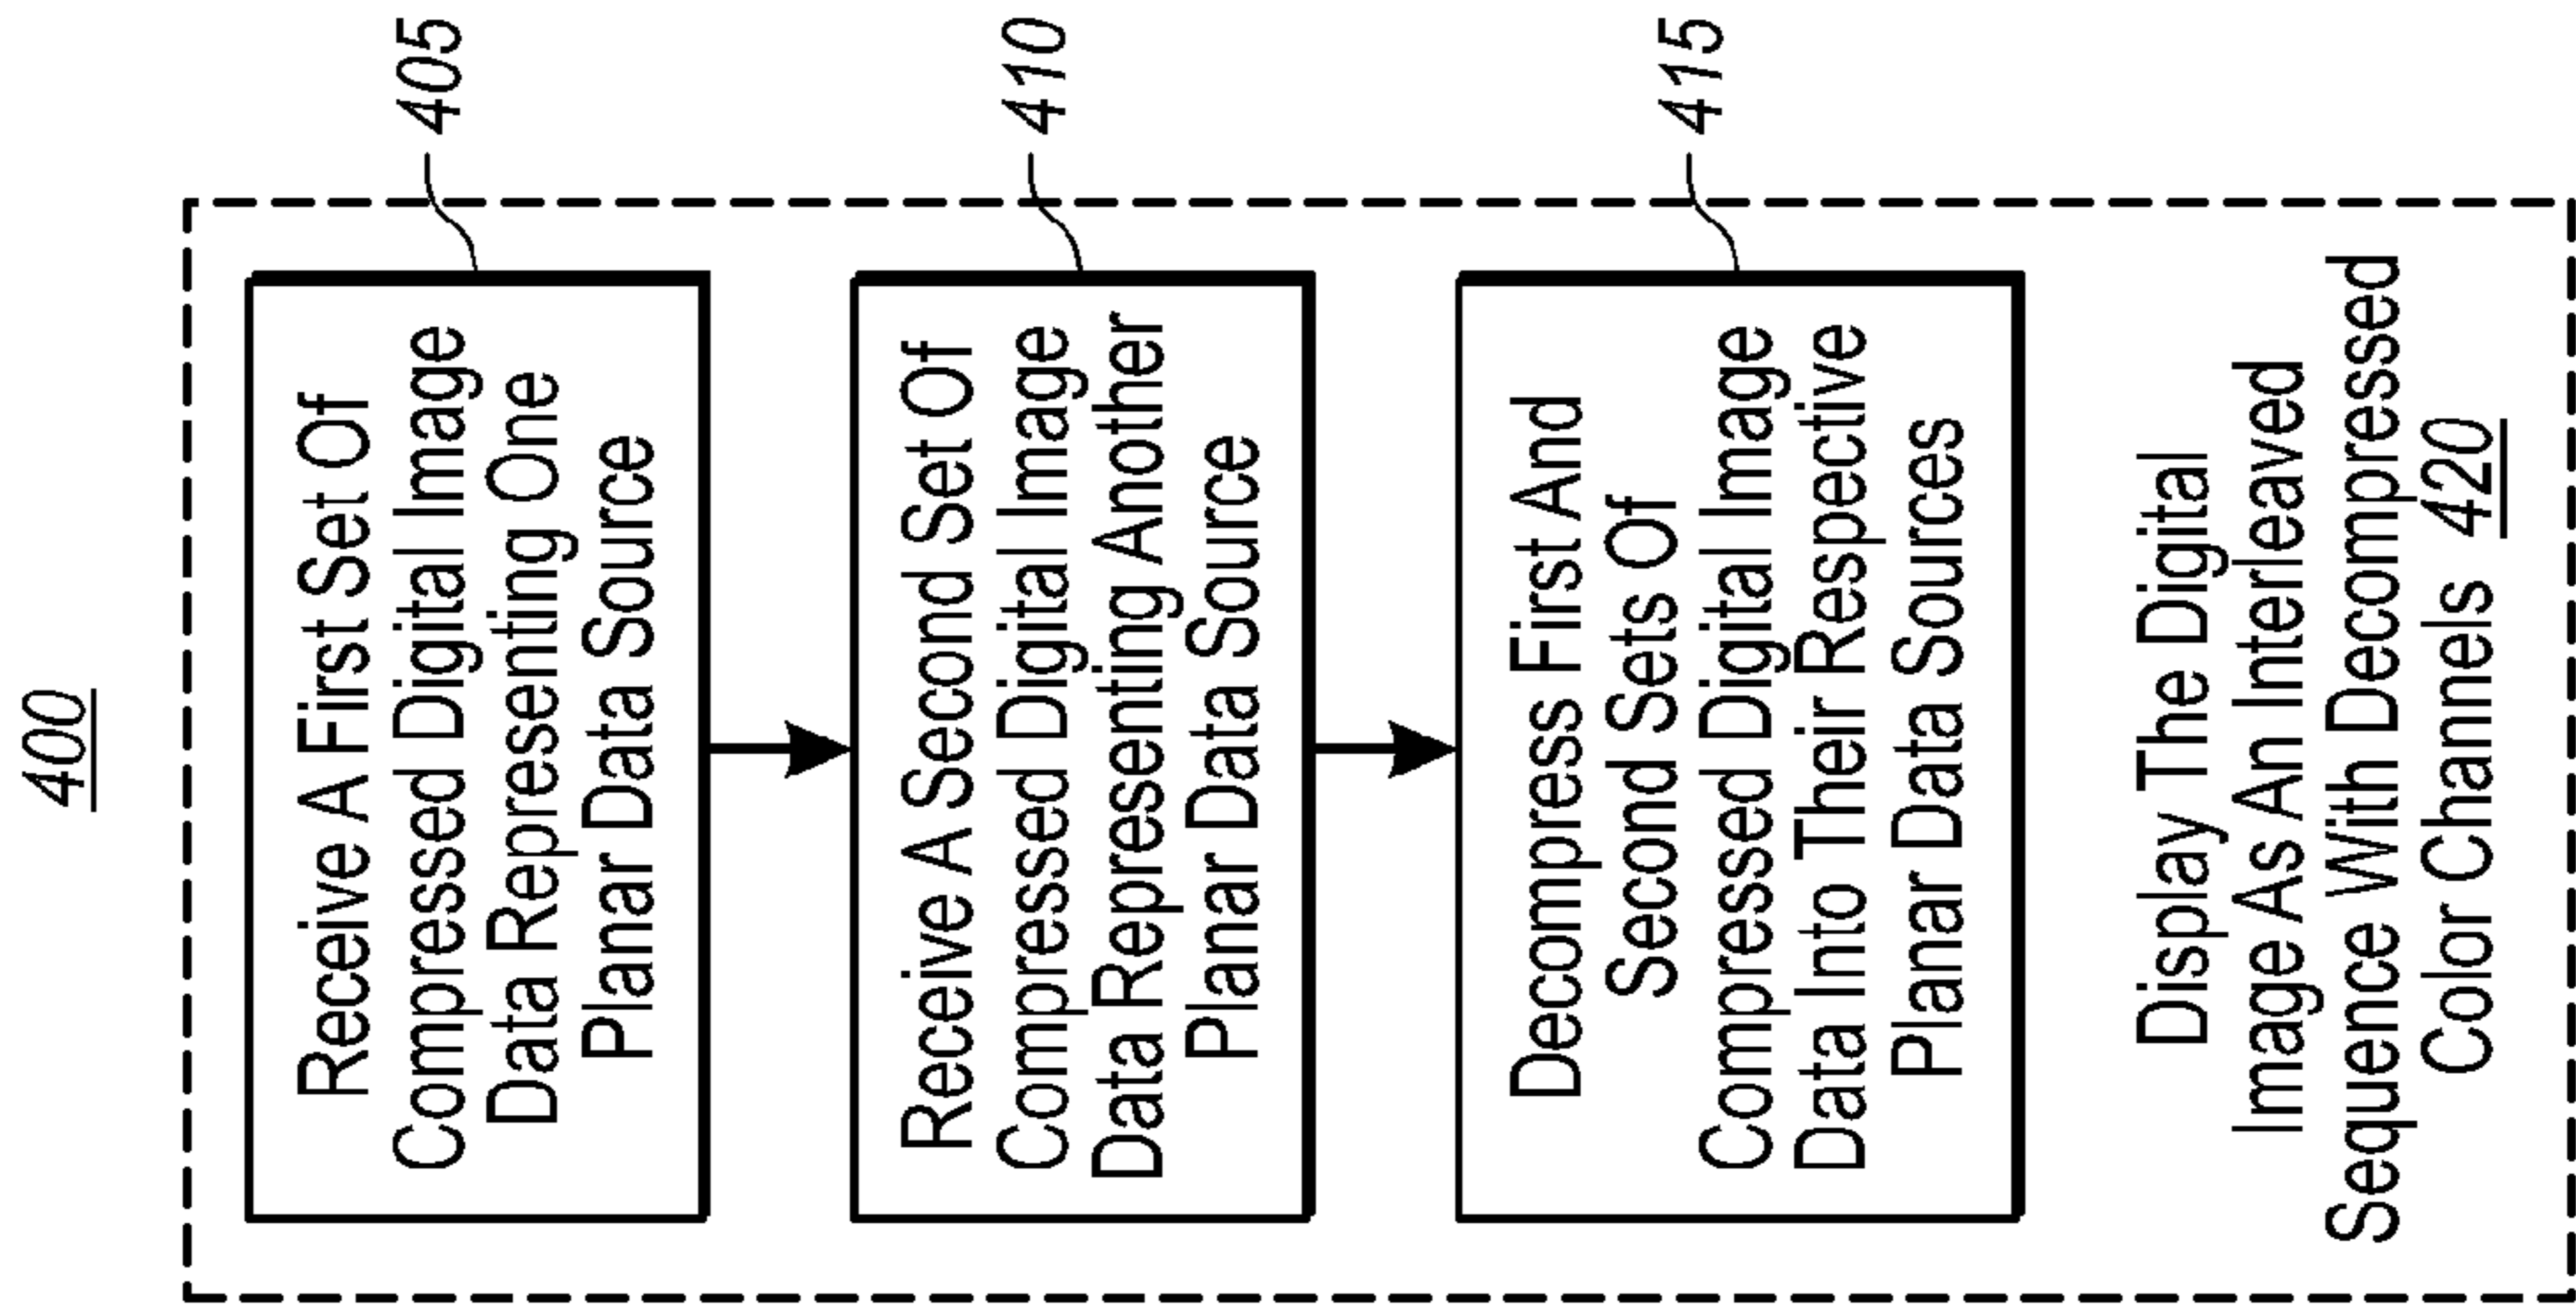 400
Receive A First Set Of
Compressed Digital Image
Data Representing One
Planar Data Source
405
Receive A Second Set Of
Compressed Digital Image
Data Representing Another
Planar Data Source
410
Decompress First And
Second Sets Of
Compressed Digital Image
Data Into Their Respective
Planar Data Sources
415
Display The Digital
Image As An Interleaved
Sequence With Decompressed
Color Channels 420